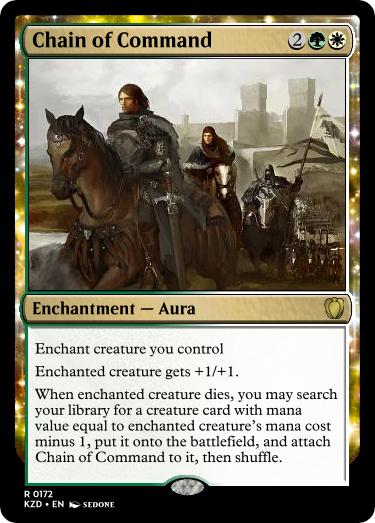 Chain of Command 2
Enchantment — Aura
Enchant creature you control
Enchanted creature gets +1/+1.
When enchanted creature dies, you may search
your library for a creature card with mana
value equal to enchanted creature's mana cost
minus 1, put it onto the battlefield, and attach
Chain of Command to it, then shuffle.
R 0172
KZD • EN SEDONE